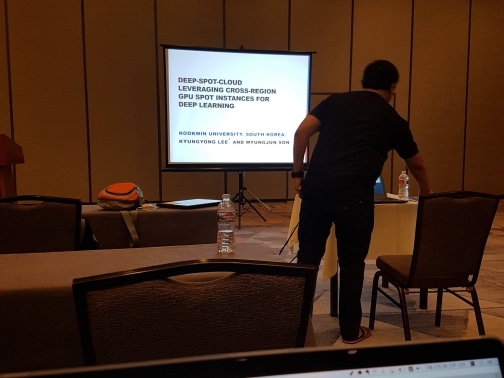 DEEP-SPOT-CLOUD
LEVERAGING CROSS-REGION
GPU SPOT INSTANCES FOR
DEEP LEARNING
KOOKMIN UNIVERSITY. SOUTH KOREA.
KYUNGYONG LEE* AND MYUNGJUN SON